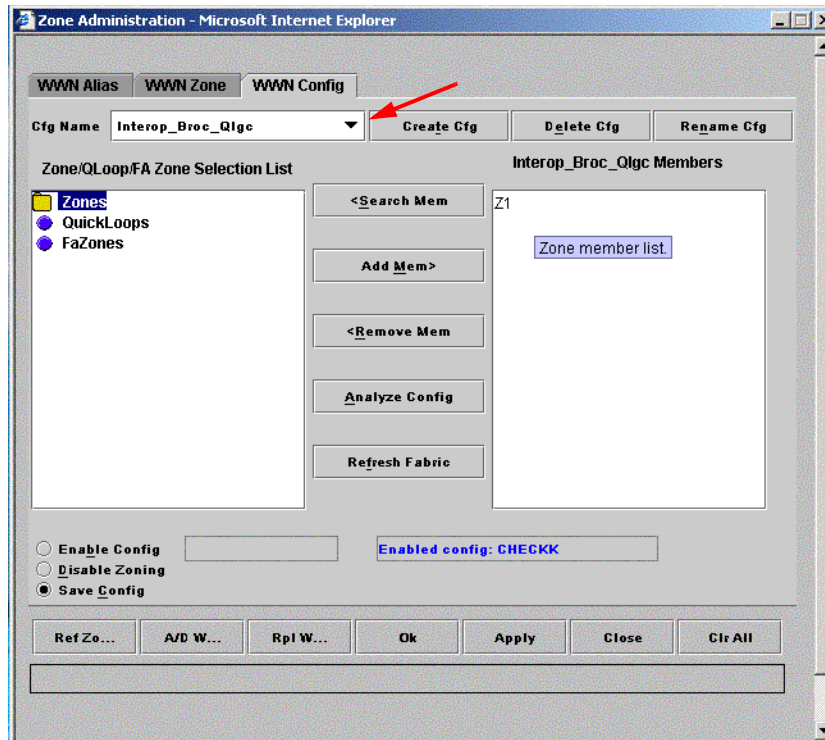 Zone Administration - Microsoft Internet Explorer
WWN Alias WWN Zone WWN Config
Cfg Name Interop_Broc_Qlgc Create Cfg Delete Cfg Rename Cfg
Zone/QLoop/FA Zone Selection List
Interop_Broc_Qlgc Members
Zones
QuickLoops
FaZones
<Search Mem
Add Mem>
<Remove Mem
Analyze Config
Refresh Fabric
Z1
Zone member list.
Enable Config
Enabled config: CHECKK
Disable Zoning
Save Config
Ref Zo... A/D W... Rpl W... Ok Apply Close Clr All